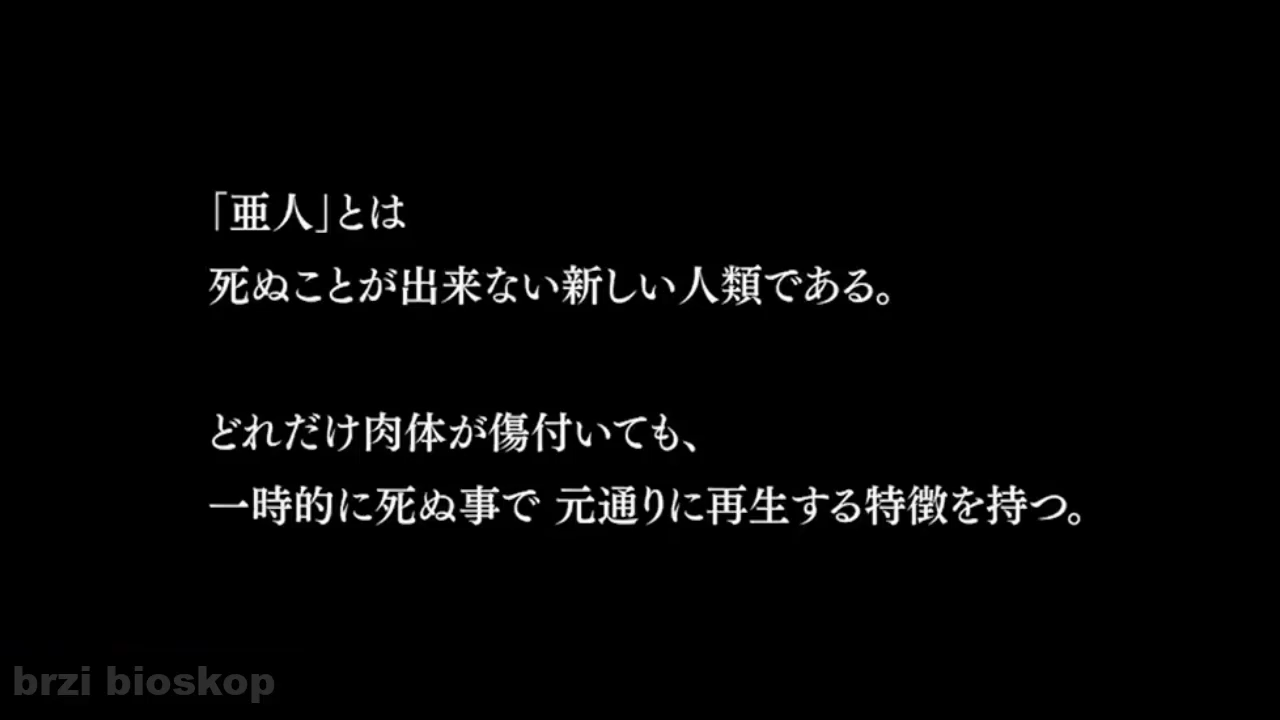 「亜人」とは
死ぬことが出来ない新しい人類である。
どれだけ肉体が傷付いても、
一時的に死ぬ事で 元通りに再生する特徴を持つ。
brzi bioskop